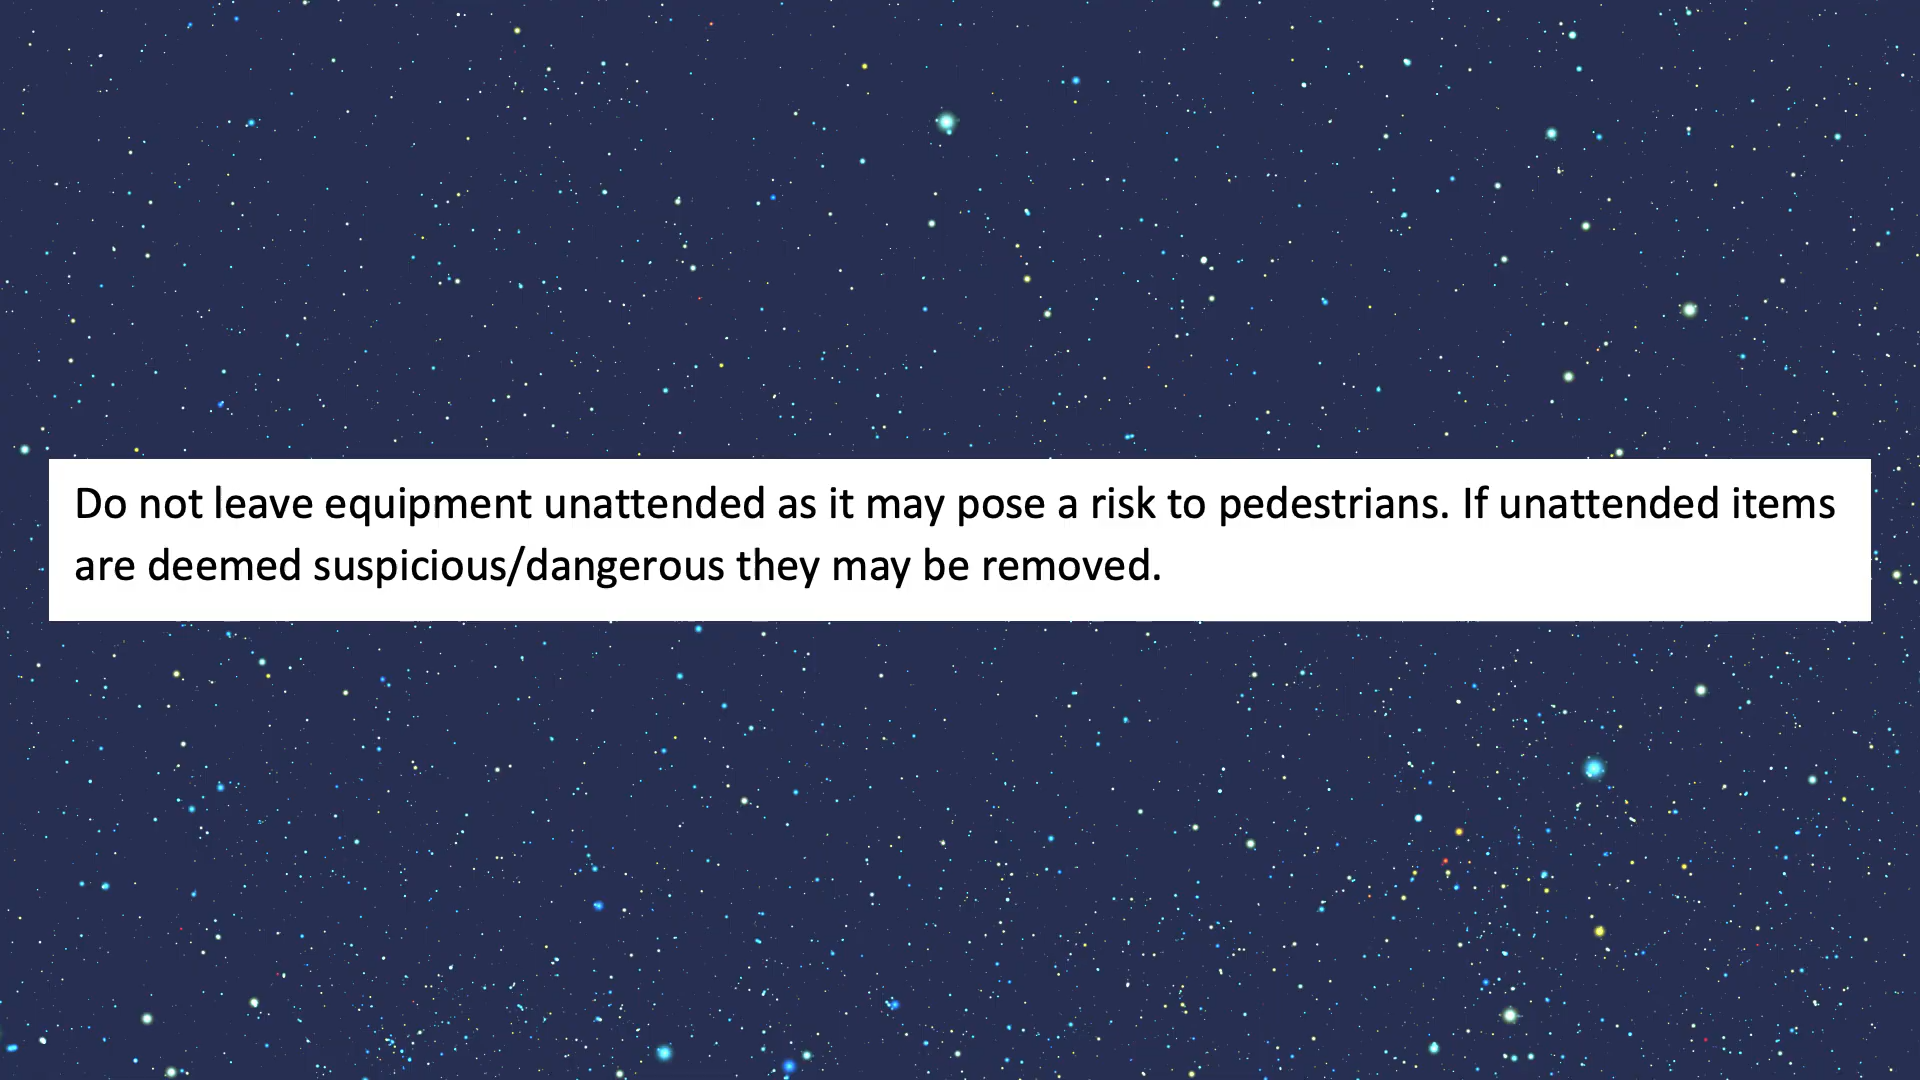 Do not leave equipment unattended as it may pose a risk to pedestrians. If unattended items
are deemed suspicious/dangerous they may be removed.